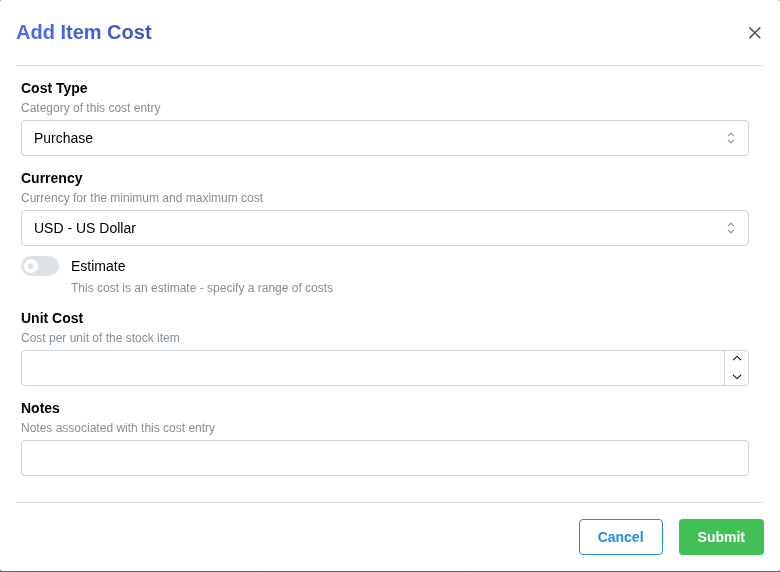 Add Item Cost
Cost Type
Category of this cost entry
Purchase
Currency
Currency for the minimum and maximum cost
USD - US Dollar
Estimate
This cost is an estimate - specify a range of costs
Unit Cost
Cost per unit of the stock item
Notes
Notes associated with this cost entry
Cancel
Submit